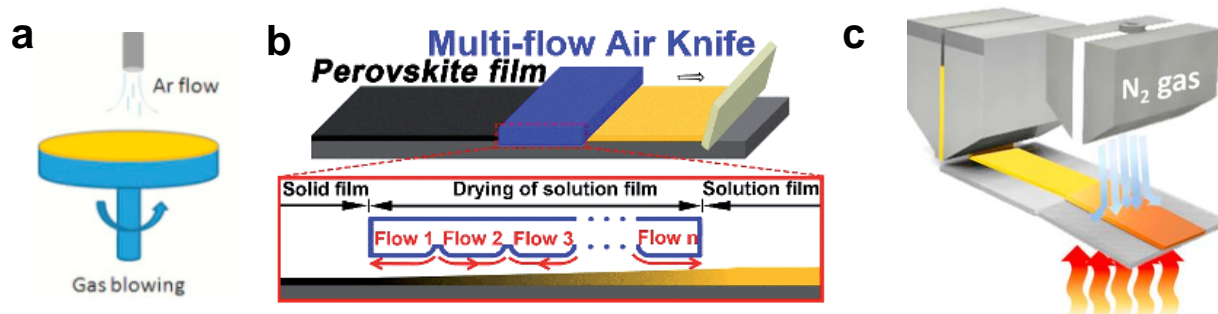 a
Ar flow
Gas blowing
b
Multi-flow Air Knife
Perovskite film
Solid film
Drying of solution film
Solution film
Flow 1
Flow 2
Flow 3
Flow n
c
N₂ gas